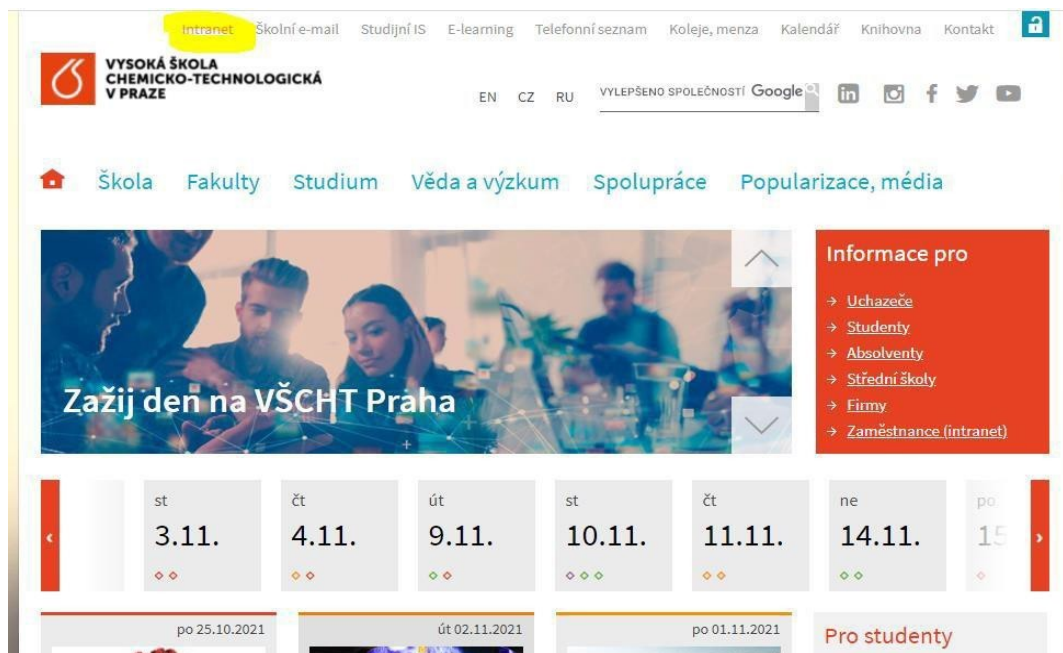 Intranet Školní e-mail Studijní IS E-learning Telefonní seznam Koleje, menza Kalendář Knihovna Kontakt
VYSOKÁ ŠKOLA
CHEMICKO-TECHNOLOGICKÁ
V PRAZE
EN CZ RU VYLEPŠENO SPOLEČNOSTÍ Google
Škola Fakulty Studium Věda a výzkum Spolupráce Popularizace, média
Zažij den na VŠCHT Praha
Informace pro
→ Uchazeče
→ Studenty
→ Absolventy
→ Střední školy
→ Firmy
→ Zaměstnance (intranet)
st čt út st čt ne po
3.11. 4.11. 9.11. 10.11. 11.11. 14.11. 15
po 25.10.2021 út 02.11.2021 po 01.11.2021
Pro studenty